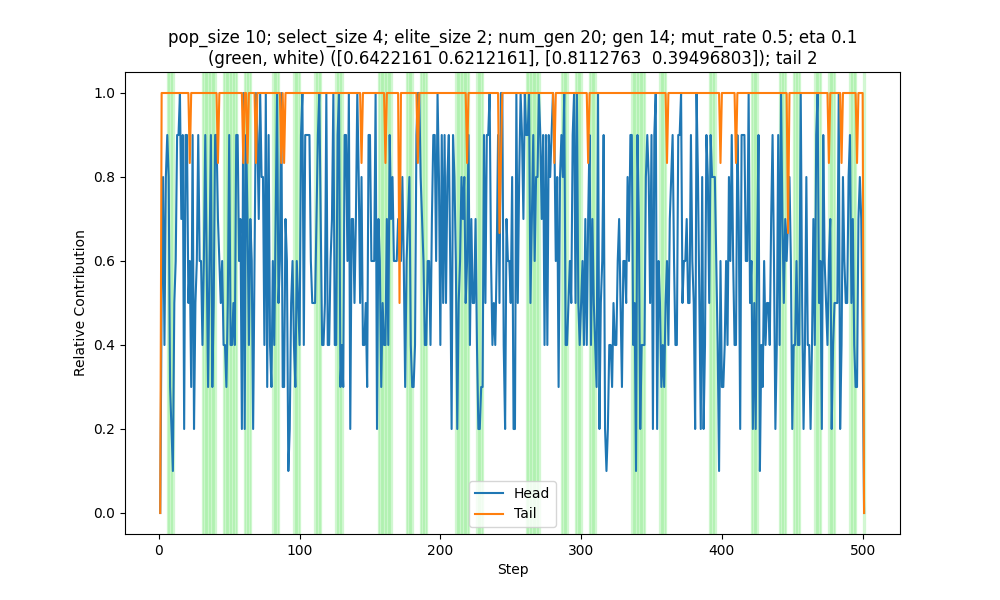 pop_size 10; select_size 4; elite_size 2; num_gen 20; gen 14; mut_rate 0.5; eta 0.1
(green, white) ([0.6422161 0.6212161], [0.8112763  0.39496803]); tail 2
1.0
0.8
0.6
0.4
0.2
0.0
Relative Contribution
Head
Tail
0
100
200
300
400
500
Step